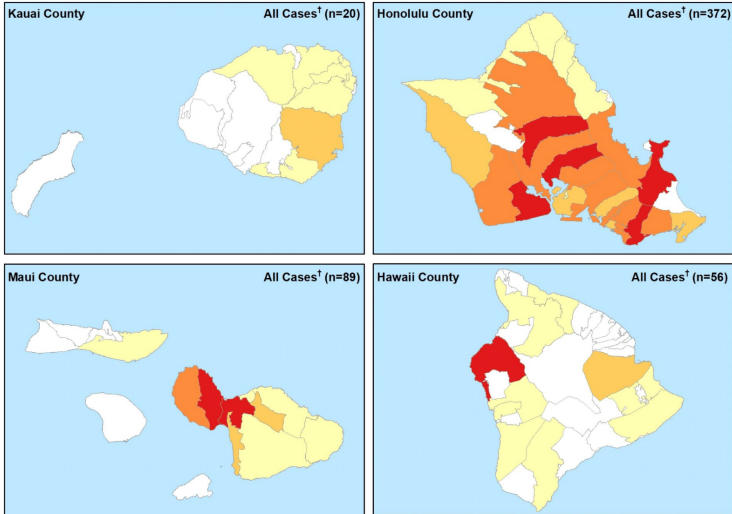 Kauai County All Cases† (n=20)
Honolulu County All Cases† (n=372)
Maui County All Cases† (n=89)
Hawaii County All Cases† (n=56)